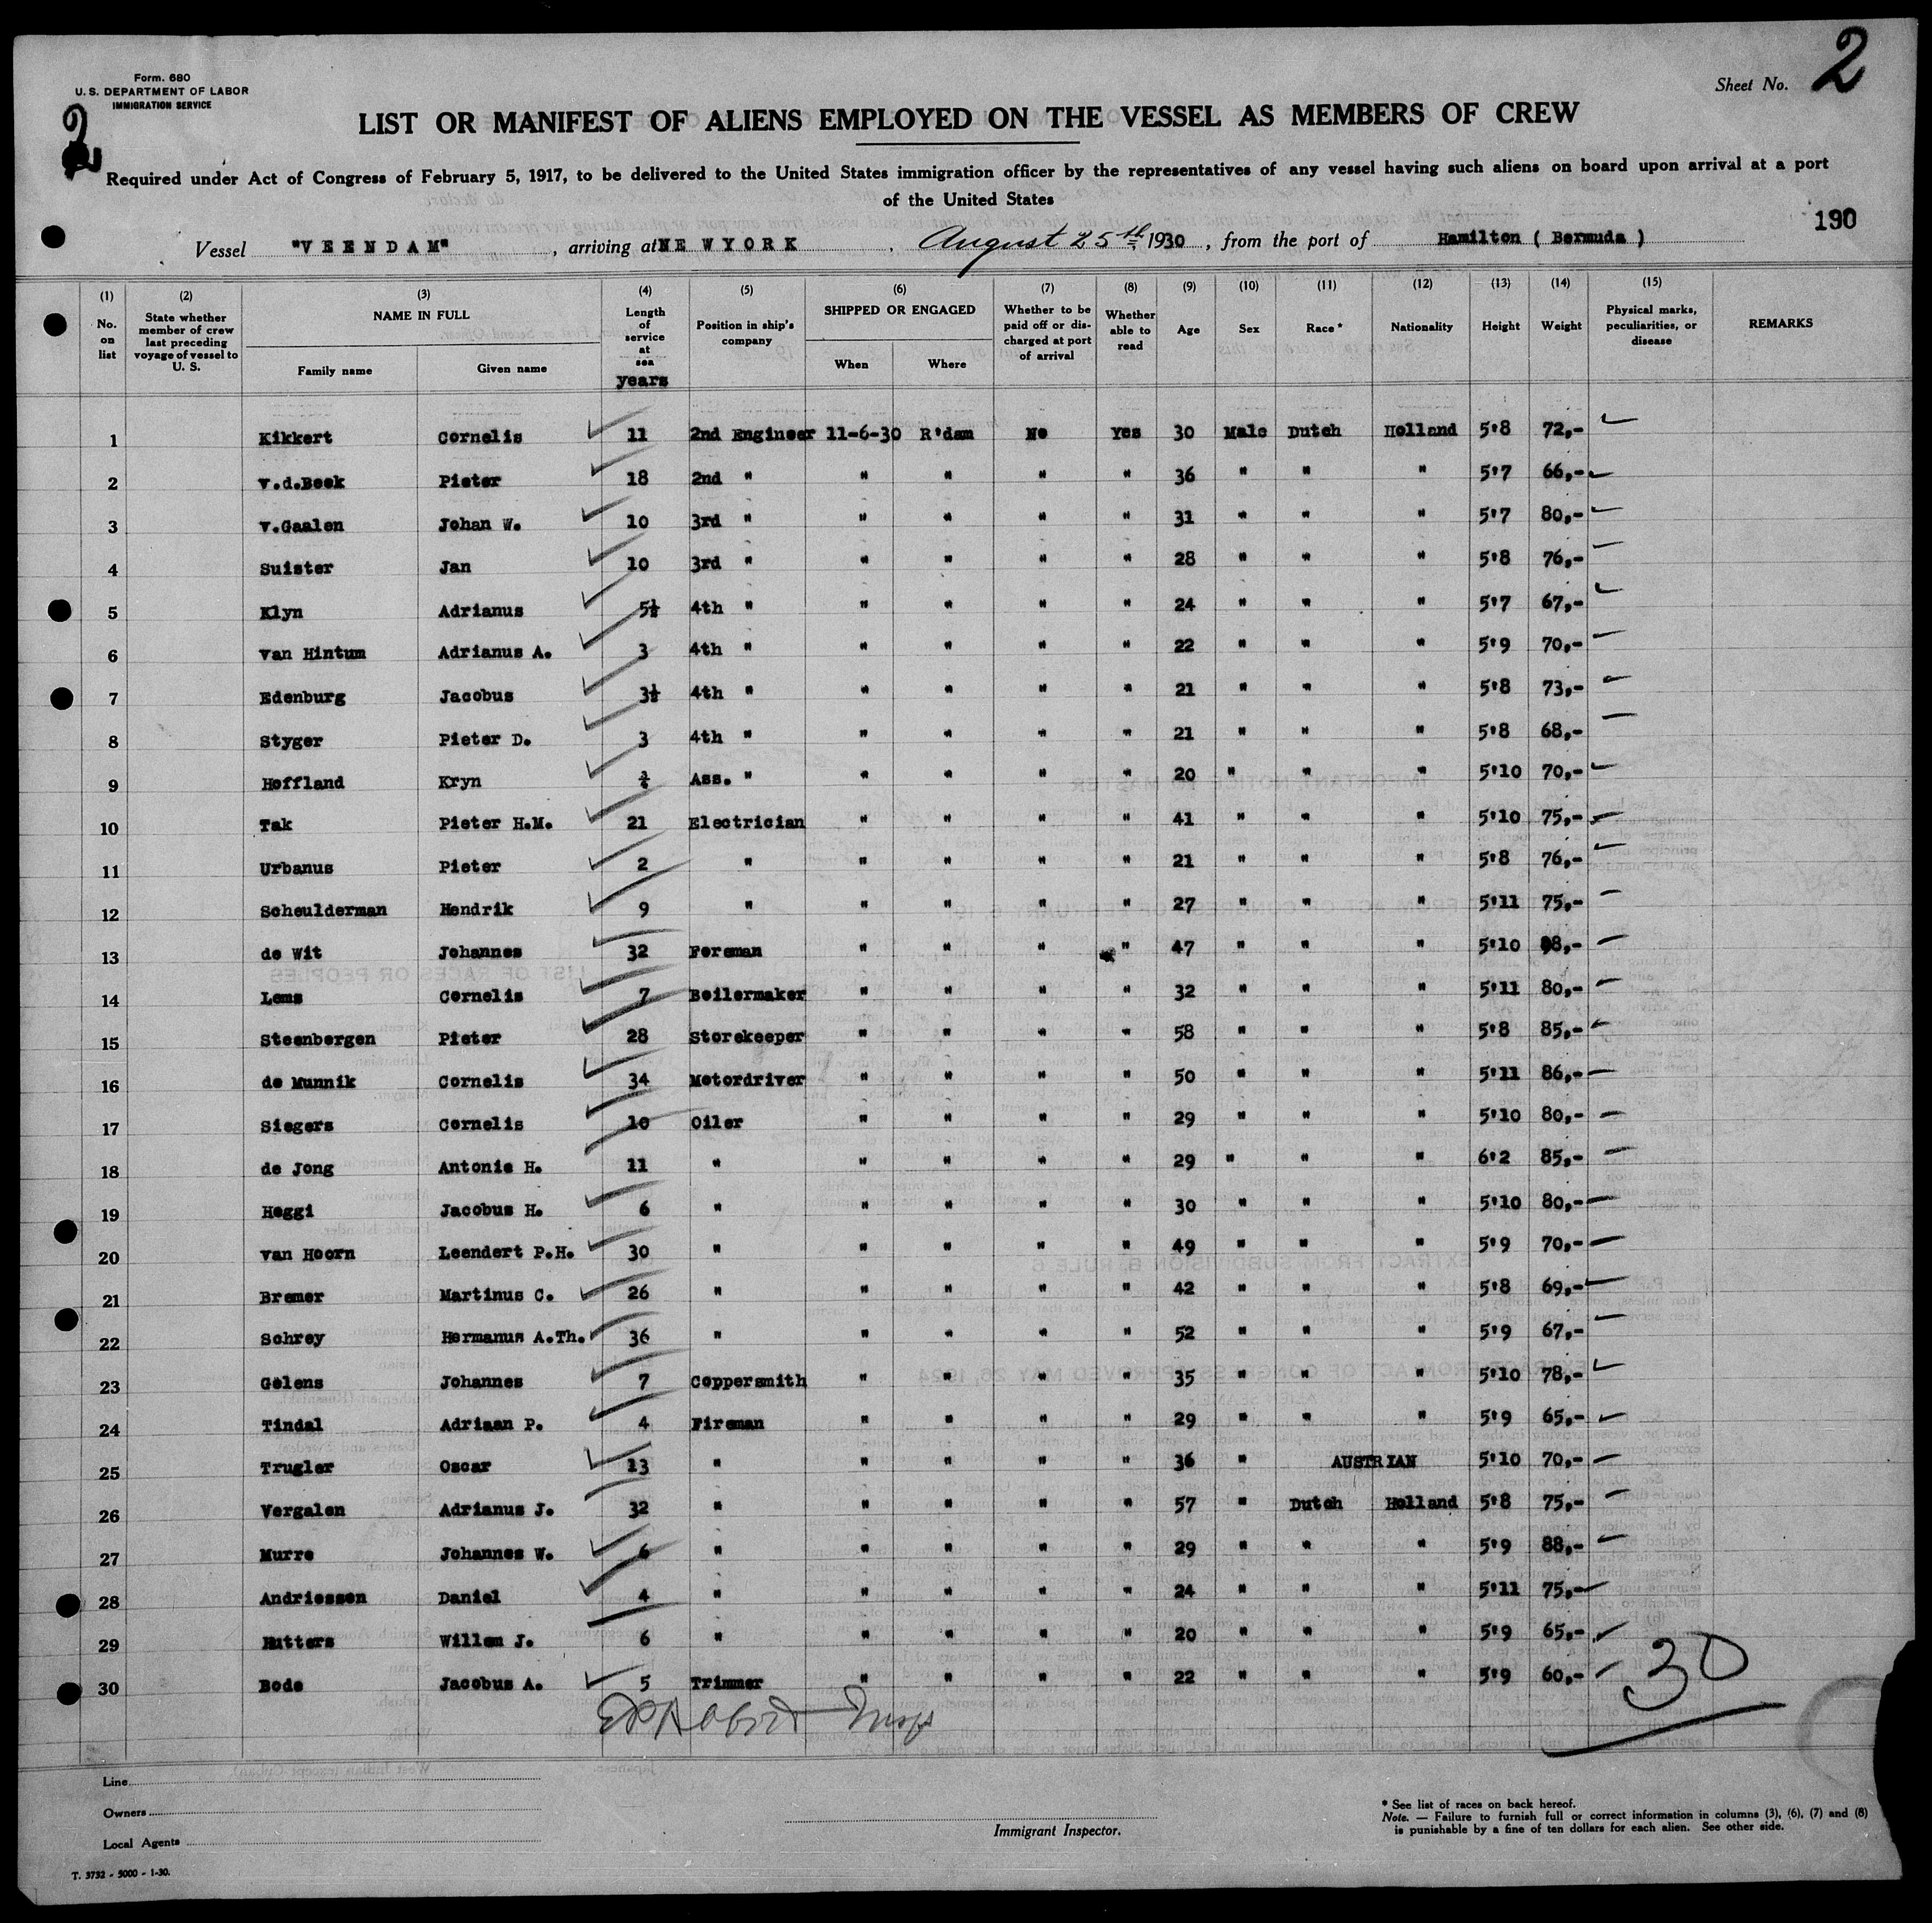 Form. 680
U. S. DEPARTMENT OF LABOR
IMMIGRATION SERVICE
Sheet No. 2
2
LIST OR MANIFEST OF ALIENS EMPLOYED ON THE VESSEL AS MEMBERS OF CREW
Required under Act of Congress of February 5, 1917, to be delivered to the United States immigration officer by the representatives of any vessel having such aliens on board upon arrival at a port
of the United States
190
Vessel "VEENDAM", arriving at NEWYORK, August 25th 1930, from the port of Hamilton ( Bermuda )
(1) No. on list (2) State whether member of crew last preceding voyage of vessel to U. S. (3) NAME IN FULL Family name Given name (4) Length of service at sea years (5) Position in ship's company (6) SHIPPED OR ENGAGED When Where (7) Whether to be paid off or discharged at port of arrival (8) Whether able to read (9) Age (10) Sex (11) Race* (12) Nationality (13) Height (14) Weight (15) Physical marks, peculiarities, or disease REMARKS
1 Kikkert Cornelis 11 2nd Engineer 11-6-30 R'dam No Yes 30 Male Dutch Holland 5'8 72,-
2 v.d.Beek Pieter 18 2nd " " " " " 36 " " " 5'7 66,-
3 v.Gaalen Johan W. 10 3rd " " " " " 31 " " " 5'7 80,-
4 Suister Jan 10 3rd " " " " " 28 " " " 5'8 76,-
5 Klyn Adrianus 5½ 4th " " " " " 24 " " " 5'7 67,-
6 van Hintum Adrianus A. 3 4th " " " " " 22 " " " 5'9 70,-
7 Edenburg Jacobus 3½ 4th " " " " " 21 " " " 5'8 73,-
8 Styger Pieter D. 3 4th " " " " " 21 " " " 5'8 68,-
9 Hoffland Kryn Ass. " " " " " 20 " " " 5'10 70,-
10 Tak Pieter H.M. 21 Electrician " " " " 41 " " " 5'10 75,-
11 Urbanus Pieter 2 " " " " " 21 " " " 5'8 76,-
12 Scheulderman Hendrik 9 " " " " " 27 " " " 5'11 75,-
13 de Wit Johannes 32 Foreman " " " " 47 " " " 5'10
14 Lems Cornelis 7 Boilermaker " " " " 32 " " " 5'11 80,-
15 Steenbergen Pieter 28 Storekeeper " " " " 58 " " " 5'8 85,-
16 de Munnik Cornelis 34 Motordriver " " " " 50 " " " 5'11 86,-
17 Siegers Cornelis 10 Oiler " " " " 29 " " " 5'10 80,-
18 de Jong Antonie H. 11 " " " " " 29 " " " 6'2 85,-
19 Heggi Jacobus H. 6 " " " " " 30 " " " 5'10 80,-
20 van Hoorn Leendert P.H. 30 " " " " " 49 " " " 5'9 70,-
21 Bremer Martinus C. 26 " " " " " 42 " " " 5'8 69,-
22 Schrey Hermanus A.Th. 36 " " " " " 52 " " " 5'9 67,-
23 Gelens Johannes 7 Coppersmith " " " " 35 " " " 5'10 78,-
24 Tindal Adriaan P. 4 Fireman " " " " 29 " " " 5'9 65,-
25 Trugler Oscar 13 " " " " " 36 " AUSTRIAN 5'10 70,-
26 Vergalen Adrianus J. 32 " " " " " 57 " Dutch Holland 5'8 75,-
27 Murre Johannes W. 6 " " " " " 29 " " " 5'9 88,-
28 Andriessen Daniel 4 " " " " " 24 " " " 5'11 75,-
29 Rutters Willem J. 6 " " " " " 20 " " " 5'9 65,-
30 Bode Jacobus A. 5 Trimmer " " " " 22 " " " 5'9 60,-
30
Line
Owners
Local Agents
Immigrant Inspector.
* See list of races on back hereof.
Note. — Failure to furnish full or correct information in columns (3), (6), (7) and (8)
is punishable by a fine of ten dollars for each alien. See other side.
T. 3732 - 5000 - 1-30.